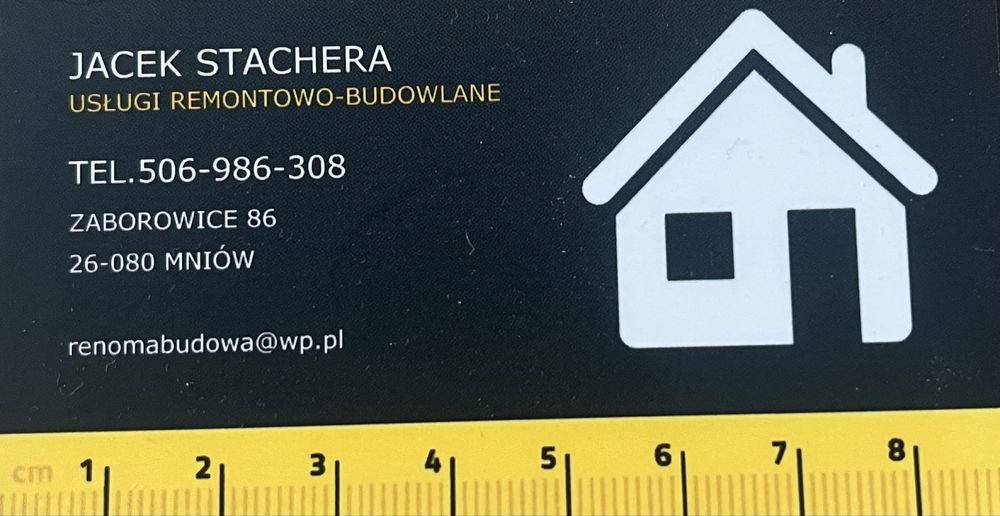 JACEK STACHERA
USŁUGI REMONTOWO-BUDOWLANE
TEL.506-986-308
ZABOROWICE 86
26-080 MNIÓW
renomabudowa@wp.pl
cm 1 2 3 4 5 6 7 8